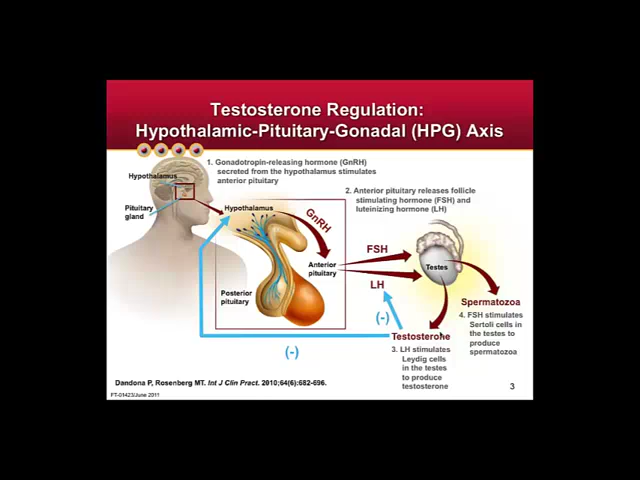 Testosterone Regulation:
Hypothalamic-Pituitary-Gonadal (HPG) Axis
1. Gonadotropin-releasing hormone (GnRH)
secreted from the hypothalamus stimulates
anterior pituitary
Hypothalamus
Pituitary
gland
2. Anterior pituitary releases follicle
stimulating hormone (FSH) and
luteinizing hormone (LH)
Hypothalamus
GnRH
FSH
Anterior
pituitary
LH
Testes
Posterior
pituitary
Spermatozoa
4. FSH stimulates
Sertoli cells in
the testes to
produce
spermatozoa
(-)
Testosterone
3. LH stimulates
Leydig cells
in the testes
to produce
testosterone
(-)
Dandona P, Rosenberg MT. Int J Clin Pract. 2010;64(6):682-696.
3
FT-01423/June 2011